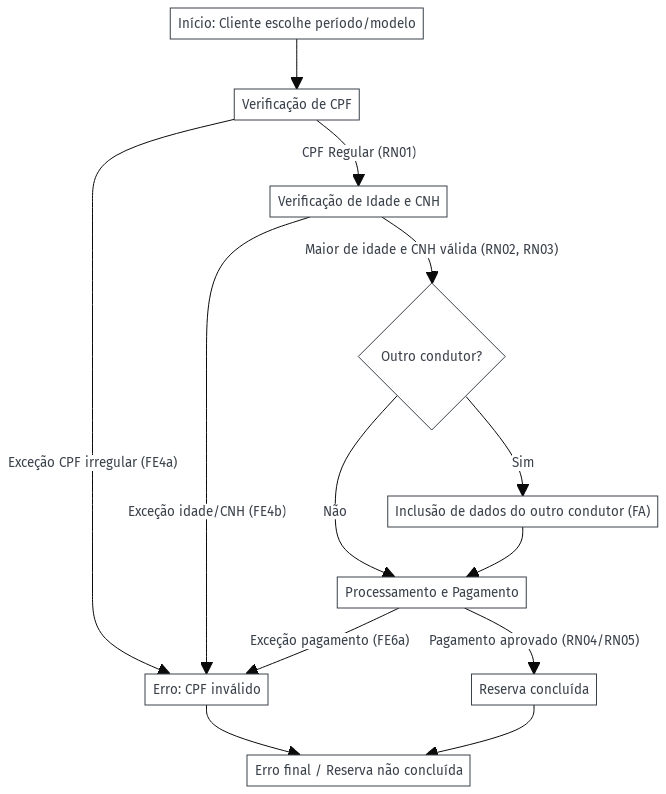 Início: Cliente escolhe período/modelo
Verificação de CPF
CPF Regular (RN01)
Verificação de Idade e CNH
Maior de idade e CNH válida (RN02, RN03)
Outro condutor?
Exceção CPF irregular (FE4a)
Sim
Exceção idade/CNH (FE4b)
Não
Inclusão de dados do outro condutor (FA)
Processamento e Pagamento
Exceção pagamento (FE6a)
Pagamento aprovado (RN04/RN05)
Erro: CPF inválido
Reserva concluída
Erro final / Reserva não concluída